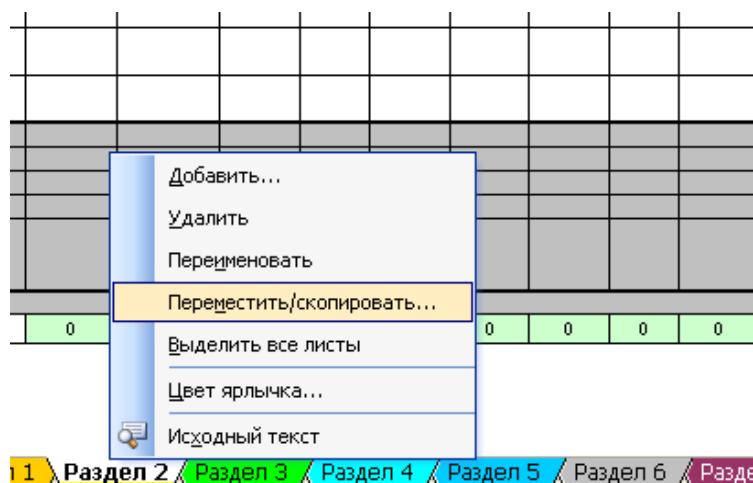 Добавить...
Удалить
Переименовать
Переместить/скопировать...
0 0 0 0 0
Выделить все листы
Цвет ярлычка...
Исходный текст
1 Раздел 2 Раздел 3 Раздел 4 Раздел 5 Раздел 6 Разде